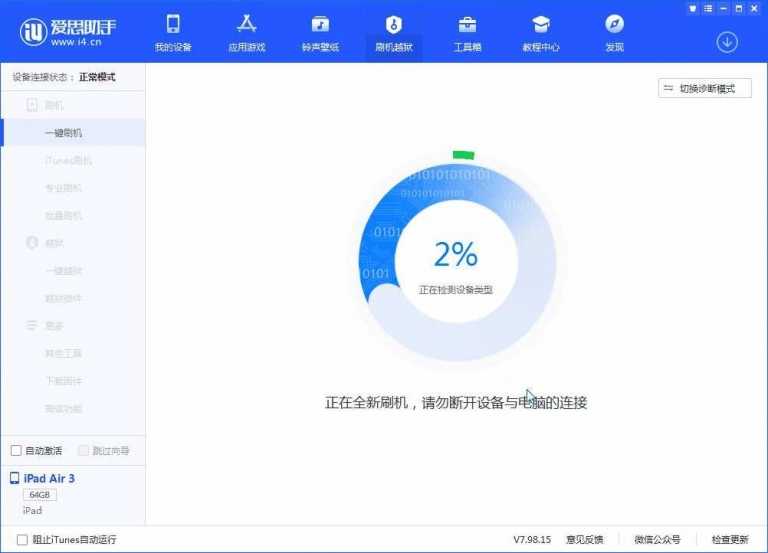 爱思助手
www.i4.cn
我的设备
应用游戏
铃声壁纸
刷机越狱
工具箱
教程中心
发现
设备连接状态：正常模式
切换诊断模式
刷机
一键刷机
iTunes刷机
专业刷机
批量刷机
越狱
一键越狱
越狱插件
更多
其他工具
下载固件
高级功能
2%
正在检测设备类型
正在全新刷机，请勿断开设备与电脑的连接
自动激活
跳过向导
iPad Air 3
64GB
iPad
阻止iTunes自动运行
V7.98.15
意见反馈
微信公众号
检查更新